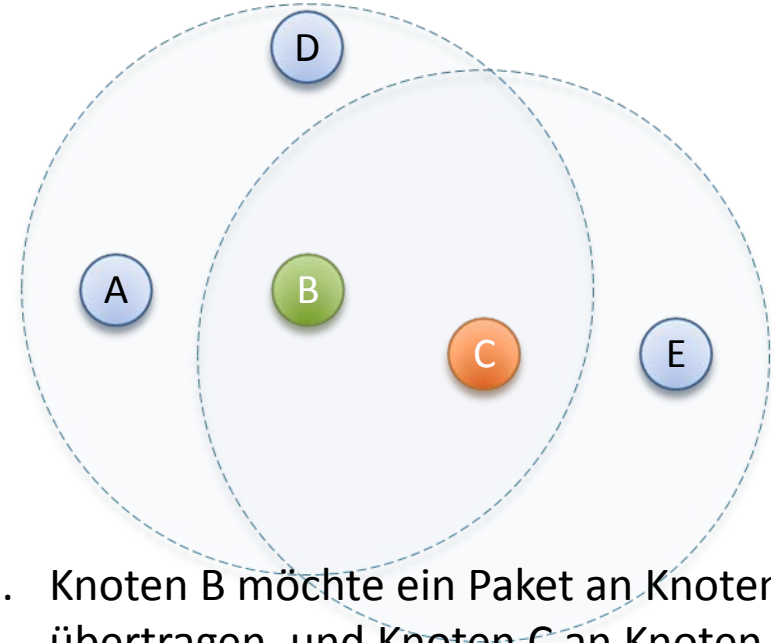 D
A
B
C
E
. Knoten B möchte ein Paket an Knoten
übertragen, und Knoten C an Knoten